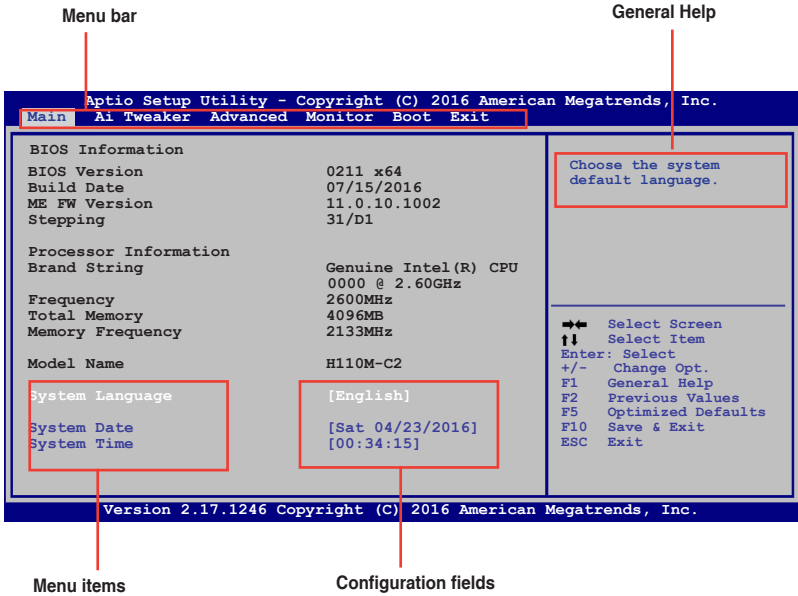 Menu bar
General Help
Aptio Setup Utility - Copyright (C) 2016 American Megatrends, Inc.
Main Ai Tweaker Advanced Monitor Boot Exit
BIOS Information
BIOS Version 0211 x64
Build Date 07/15/2016
ME FW Version 11.0.10.1002
Stepping 31/D1
Processor Information
Brand String Genuine Intel(R) CPU
0000 @ 2.60GHz
Frequency 2600MHz
Total Memory 4096MB
Memory Frequency 2133MHz
Model Name H110M-C2
System Language [English]
System Date [Sat 04/23/2016]
System Time [00:34:15]
Choose the system
default language.
→← Select Screen
↑↓ Select Item
Enter: Select
+/- Change Opt.
F1 General Help
F2 Previous Values
F5 Optimized Defaults
F10 Save & Exit
ESC Exit
Version 2.17.1246 Copyright (C) 2016 American Megatrends, Inc.
Menu items
Configuration fields